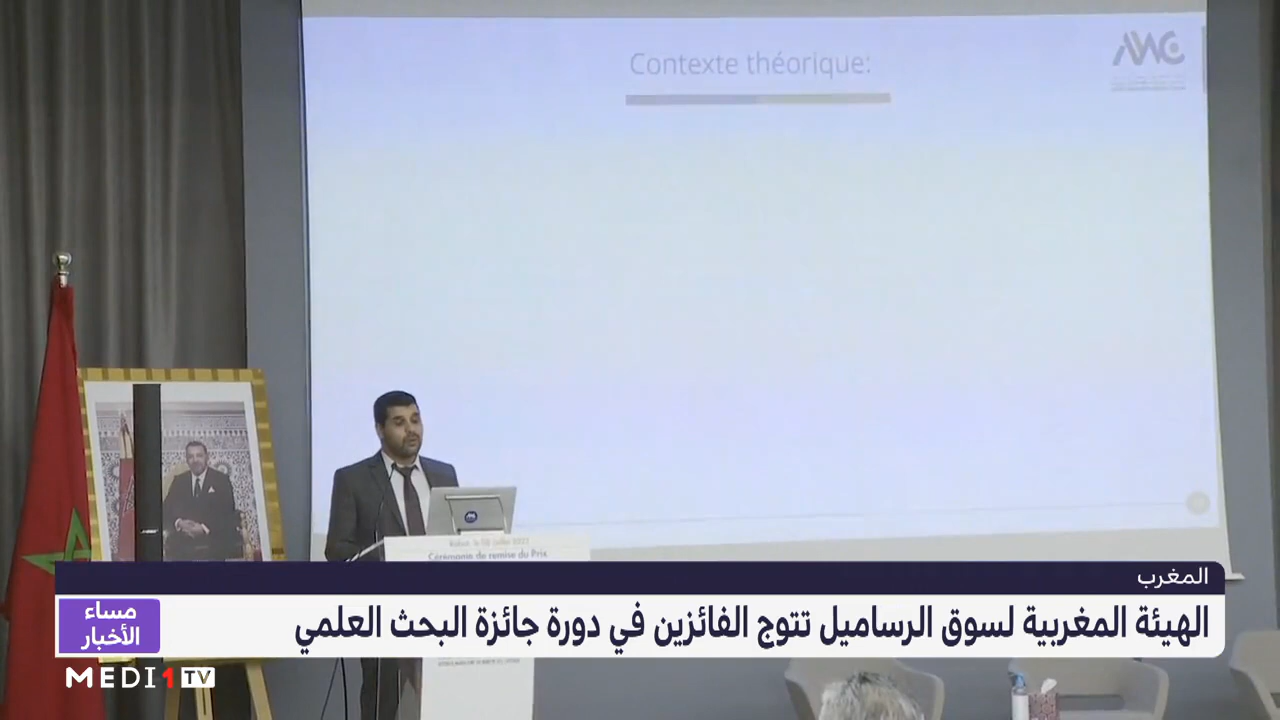 Contexte théorique:
AMMC
Cérémonie de remise du Prix
المغرب
الهيئة المغربية لسوق الرساميل تتوج الفائزين في دورة جائزة البحث العلمي
مساء
الأخبار
MEDI1TV